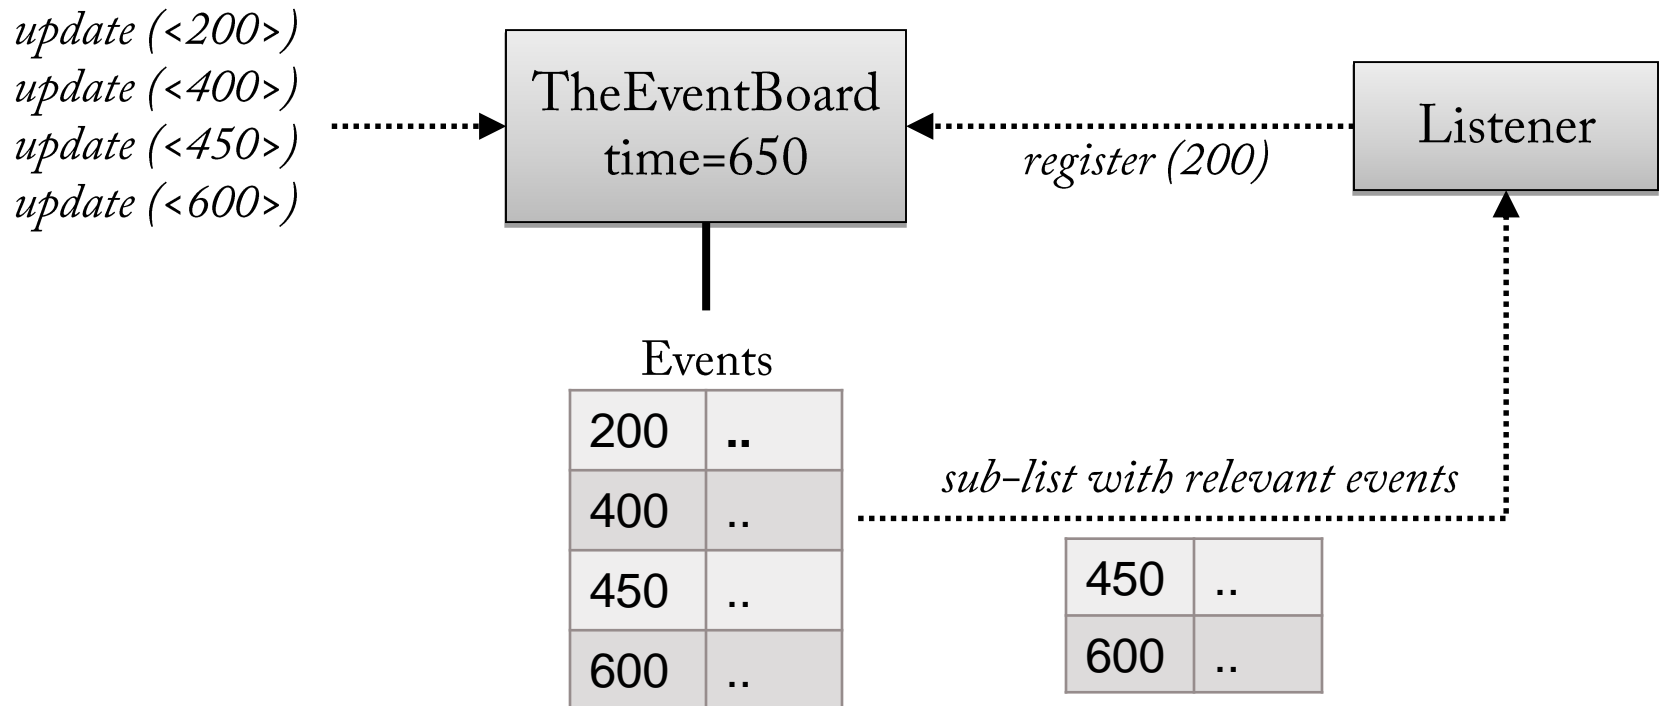 update (<200>)
update (<400>)
update (<450>)
update (<600>)
TheEventBoard
time=650
register (200)
Listener
Events
200 ..
400 ..
450 ..
600 ..
sub-list with relevant events
450 ..
600 ..